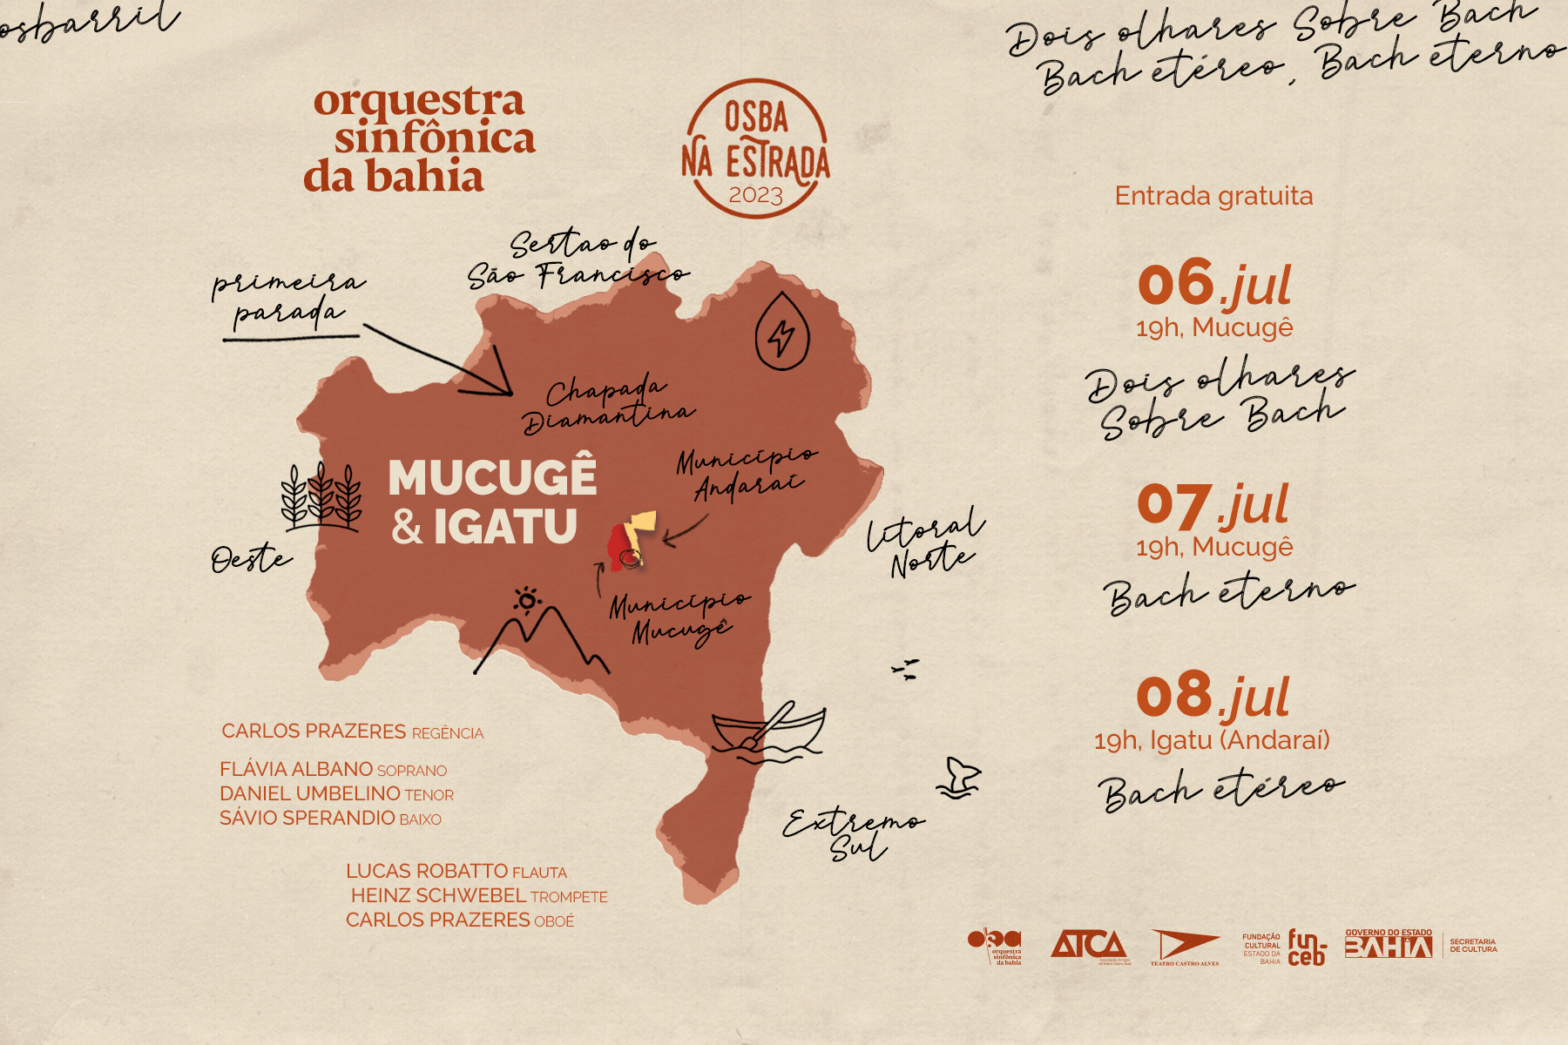 osbarril
Dois olhares Sobre Bach
Bach etéreo, Bach eterno
orquestra
sinfônica
da bahia
OSBA
NA ESTRADA
2023
primeira
parada
Sertao do
São Francisco
Chapada
Diamantina
MUCUGÊ
& IGATU
Município
Andaraí
Município
Mucugê
Oeste
Litoral
Norte
Extremo
Sul
CARLOS PRAZERES REGÊNCIA
FLÁVIA ALBANO SOPRANO
DANIEL UMBELINO TENOR
SÁVIO SPERANDIO BAIXO
LUCAS ROBATTO FLAUTA
HEINZ SCHWEBEL TROMPETE
CARLOS PRAZERES OBOÉ
Entrada gratuita
06.jul
19h, Mucugê
Dois olhares
Sobre Bach
07.jul
19h, Mucugê
Bach eterno
08.jul
19h, Igatu (Andaraí)
Bach etéreo
orquestra
sinfônica
da bahia
ATCA
TEATRO CASTRO ALVES
FUNDAÇÃO
CULTURAL
ESTADO DA
BAHIA
fun-
ceb
GOVERNO DO ESTADO
BAHIA
SECRETARIA
DE CULTURA